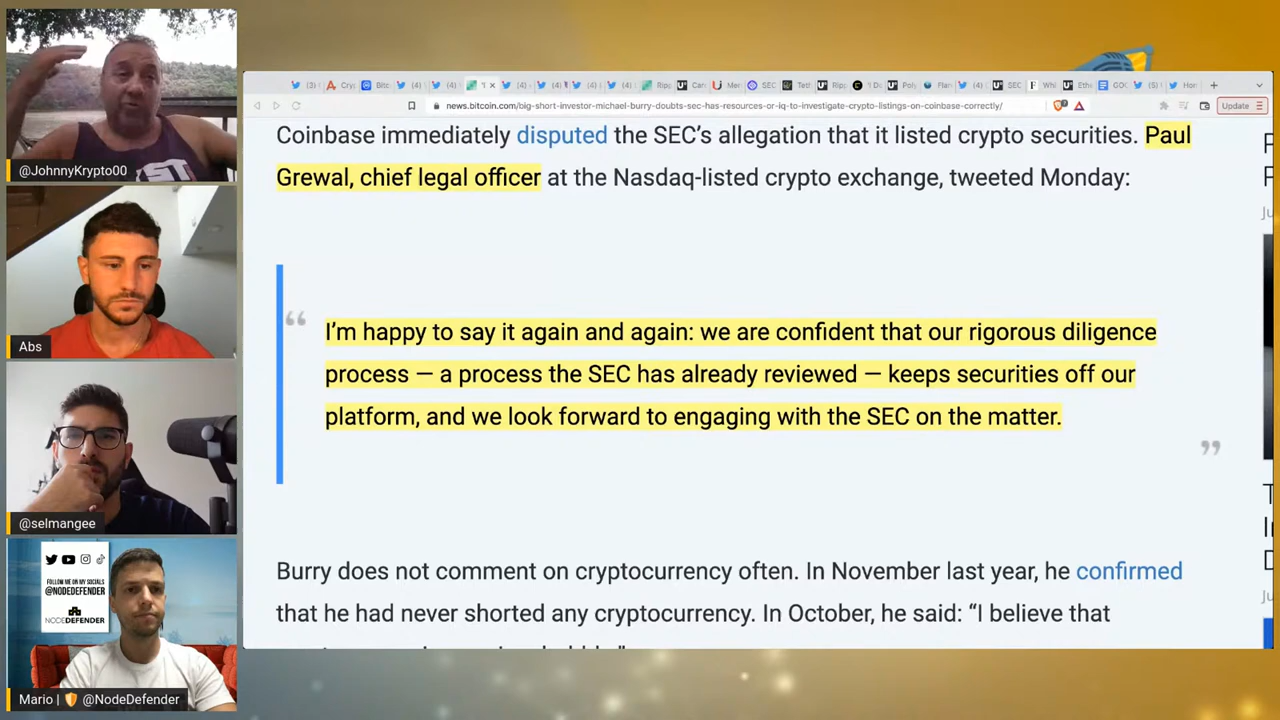 @JohnnyKrypto00
Abs
@selmangee
FOLLOW ME ON MY SOCIALS
@NODEDEFENDER
NODEDEFENDER
Mario | @NodeDefender
news.bitcoin.com/big-short-investor-michael-burry-doubts-sec-has-resources-or-iq-to-investigate-crypto-listings-on-coinbase-correctly/
Update
Coinbase immediately disputed the SEC’s allegation that it listed crypto securities. Paul
Grewal, chief legal officer at the Nasdaq-listed crypto exchange, tweeted Monday:
“
I’m happy to say it again and again: we are confident that our rigorous diligence
process — a process the SEC has already reviewed — keeps securities off our
platform, and we look forward to engaging with the SEC on the matter.
”
Burry does not comment on cryptocurrency often. In November last year, he confirmed
that he had never shorted any cryptocurrency. In October, he said: “I believe that